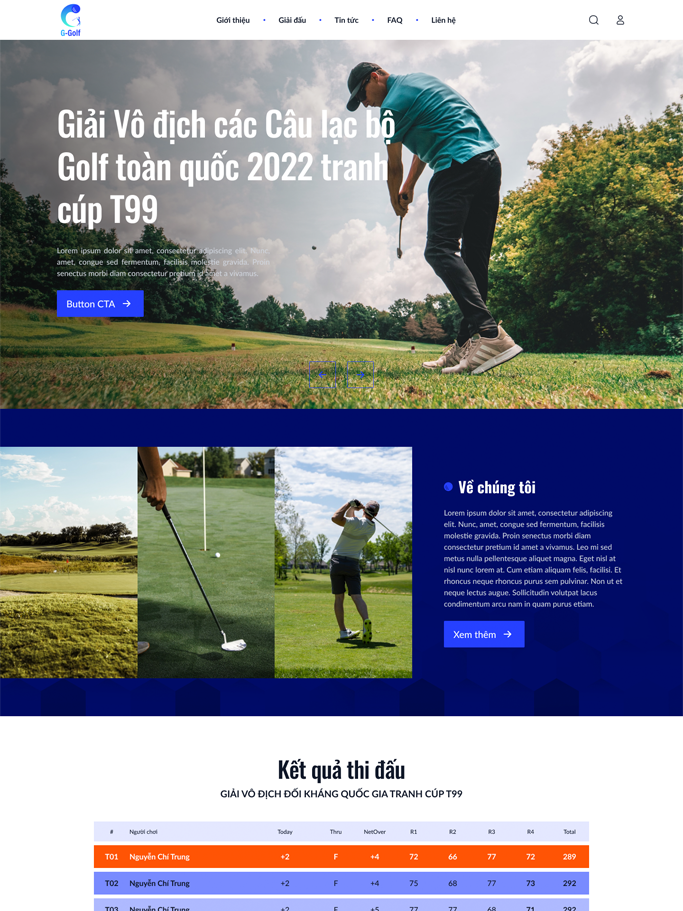 G-Golf
Giới thiệu • Giải đấu • Tin tức • FAQ • Liên hệ
Giải Vô địch các Câu lạc bộ
Golf toàn quốc 2022 tranh
cúp T99
Lorem ipsum dolor sit amet, consectetur adipiscing elit. Nunc,
amet, congue sed fermentum, facilisis molestie gravida. Proin
senectus morbi diam consectetur pretium id amet a vivamus.
Button CTA →
Về chúng tôi
Lorem ipsum dolor sit amet, consectetur adipiscing
elit. Nunc, amet, congue sed fermentum, facilisis
molestie gravida. Proin senectus morbi diam
consectetur pretium id amet a vivamus. Leo mi sed
metus nulla pellentesque aliquet magna. Eget nisl at
nisl nunc lorem at. Cum etiam aliquam felis, facilisi. Et
rhoncus neque rhoncus purus sem pulvinar. Non ut et
neque lectus augue. Sollicitudin volutpat lacus
condimentum arcu nam in quam purus etiam.
Xem thêm →
Kết quả thi đấu
GIẢI VÔ ĐỊCH ĐỐI KHÁNG QUỐC GIA TRANH CÚP T99
# Người chơi Today Thru NetOver R1 R2 R3 R4 Total
T01 Nguyễn Chí Trung +2 F +4 72 66 77 72 289
T02 Nguyễn Chí Trung +2 F +4 75 68 77 73 292
T03 Nguyễn Chí Trung +2 F +5 77 77 68 71 292